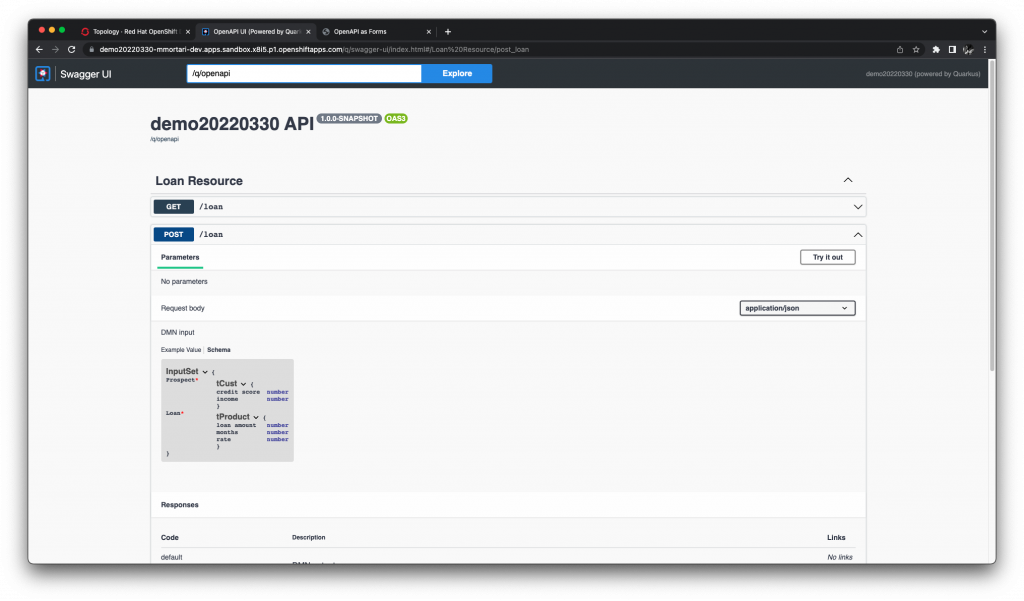 Topology · Red Hat OpenShift
OpenAPI UI (Powered by Quark
OpenAPI as Forms
demo20220330-mmortari-dev.apps.sandbox.x8i5.p1.openshiftapps.com/q/swagger-ui/index.html#/Loan%20Resource/post_loan
Swagger UI
/q/openapi
Explore
demo20220330 (powered by Quarkus)
demo20220330 API
1.0.0-SNAPSHOT
OAS3
/q/openapi
Loan Resource
GET
/loan
POST
/loan
Parameters
Try it out
No parameters
Request body
application/json
DMN input
Example Value
Schema
InputSet {
Prospect*
tCust {
credit score number
income number
}
Loan*
tProduct {
loan amount number
months number
rate number
}
}
Responses
Code
Description
Links
default
No links